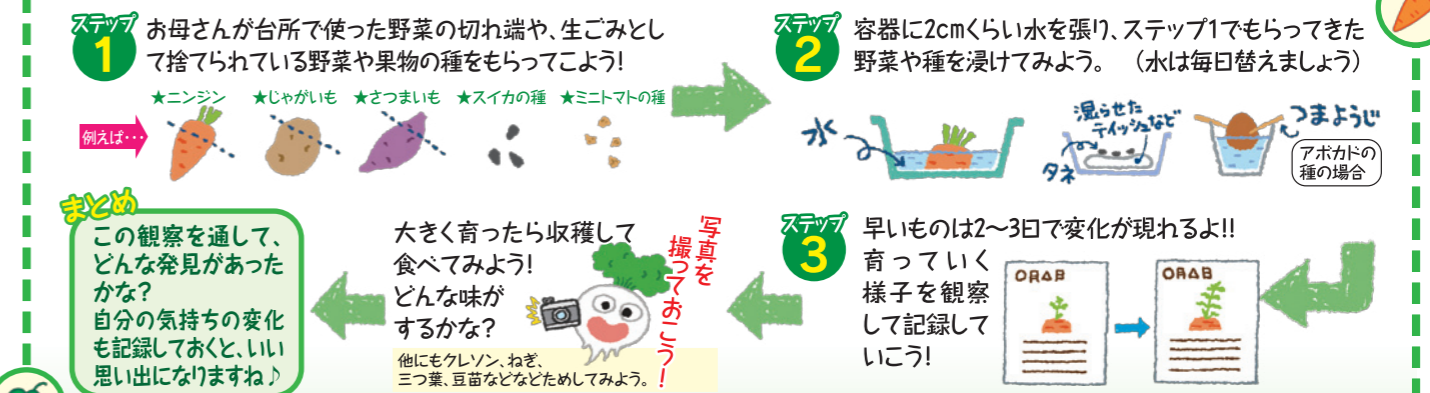 ステップ
1
お母さんが台所で使った野菜の切れ端や、生ごみとし
て捨てられている野菜や果物の種をもらってこよう!
例えば…
★ニンジン ★じゃがいも ★さつまいも ★スイカの種 ★ミニトマトの種
ステップ
2
容器に2cmくらい水を張り、ステップ1でもらってきた
野菜や種を浸けてみよう。 (水は毎日替えましょう)
水
湿らせた
ティッシュなど
タネ
つまようじ
アボカドの
種の場合
ステップ
3
早いものは2〜3日で変化が現れるよ!!
育っていく
様子を観察
して記録して
いこう!
○月△日
○月△日
大きく育ったら収穫して
食べてみよう!
どんな味が
するかな?
写真を
撮っておこう!
他にもクレソン、ねぎ、
三つ葉、豆苗などなどためしてみよう。
まとめ
この観察を通して、
どんな発見があった
かな?
自分の気持ちの変化
も記録しておくと、いい
思い出になりますね♪